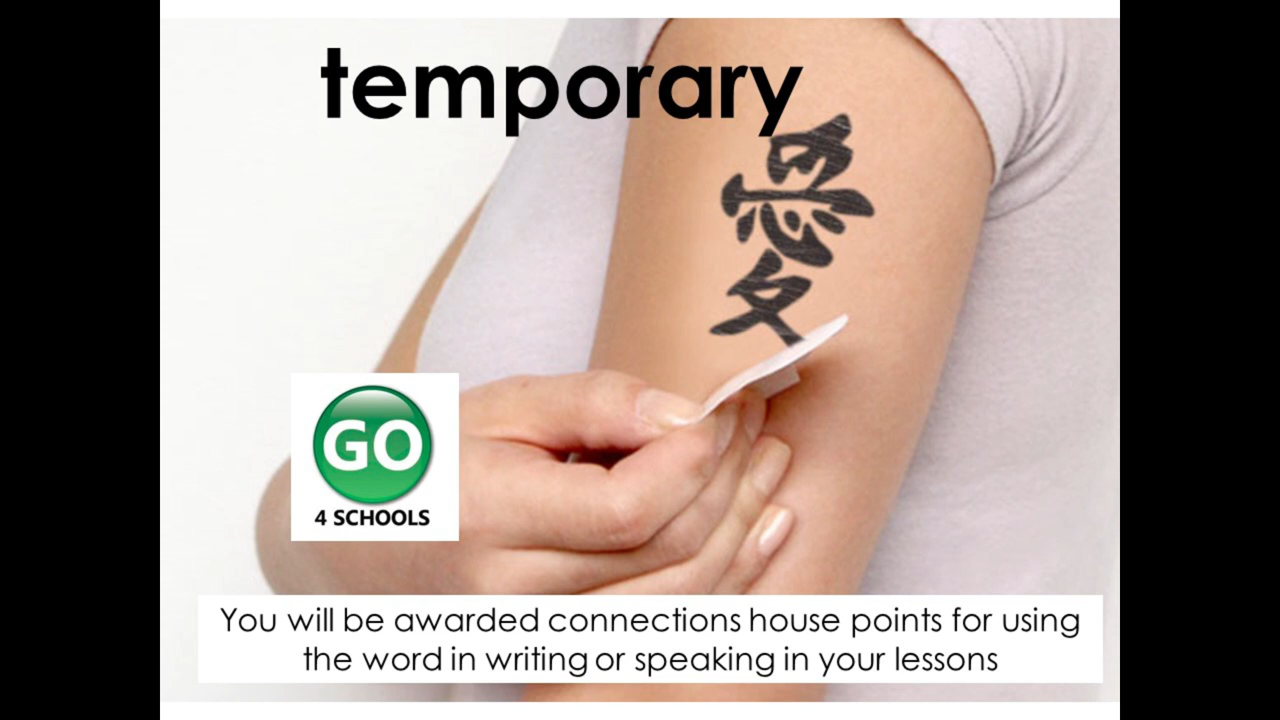 temporary
愛
GO
4 SCHOOLS
You will be awarded connections house points for using
the word in writing or speaking in your lessons